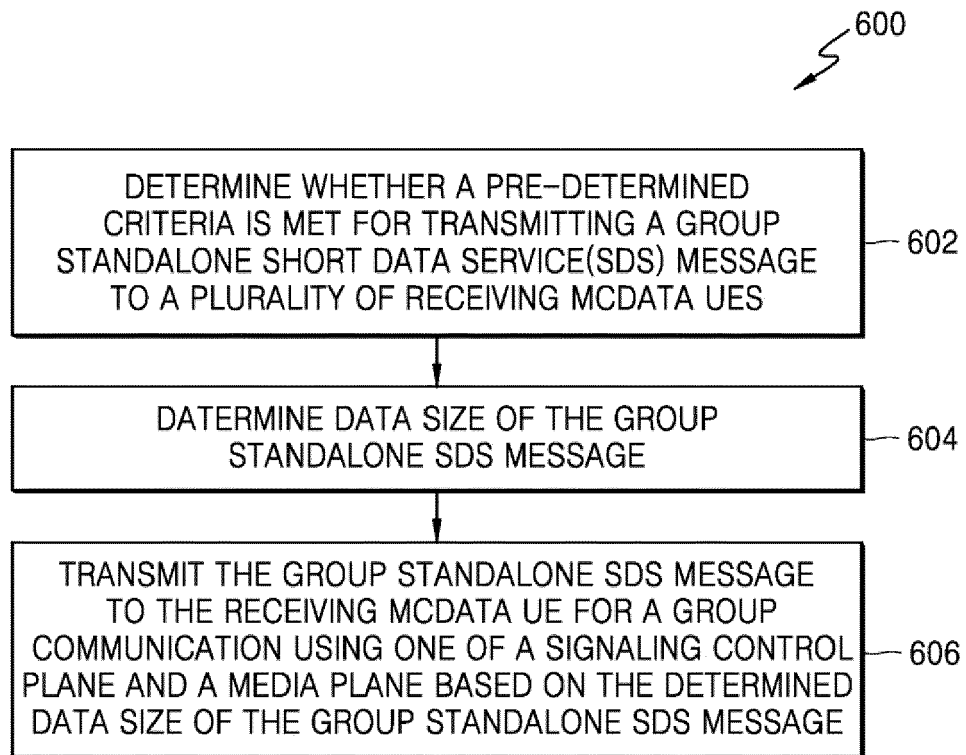 600
DETERMINE WHETHER A PRE-DETERMINED
CRITERIA IS MET FOR TRANSMITTING A GROUP
STANDALONE SHORT DATA SERVICE(SDS) MESSAGE
TO A PLURALITY OF RECEIVING MCDATA UES
602
DATERMINE DATA SIZE OF THE GROUP
STANDALONE SDS MESSAGE
604
TRANSMIT THE GROUP STANDALONE SDS MESSAGE
TO THE RECEIVING MCDATA UE FOR A GROUP
COMMUNICATION USING ONE OF A SIGNALING CONTROL
PLANE AND A MEDIA PLANE BASED ON THE DETERMINED
DATA SIZE OF THE GROUP STANDALONE SDS MESSAGE
606